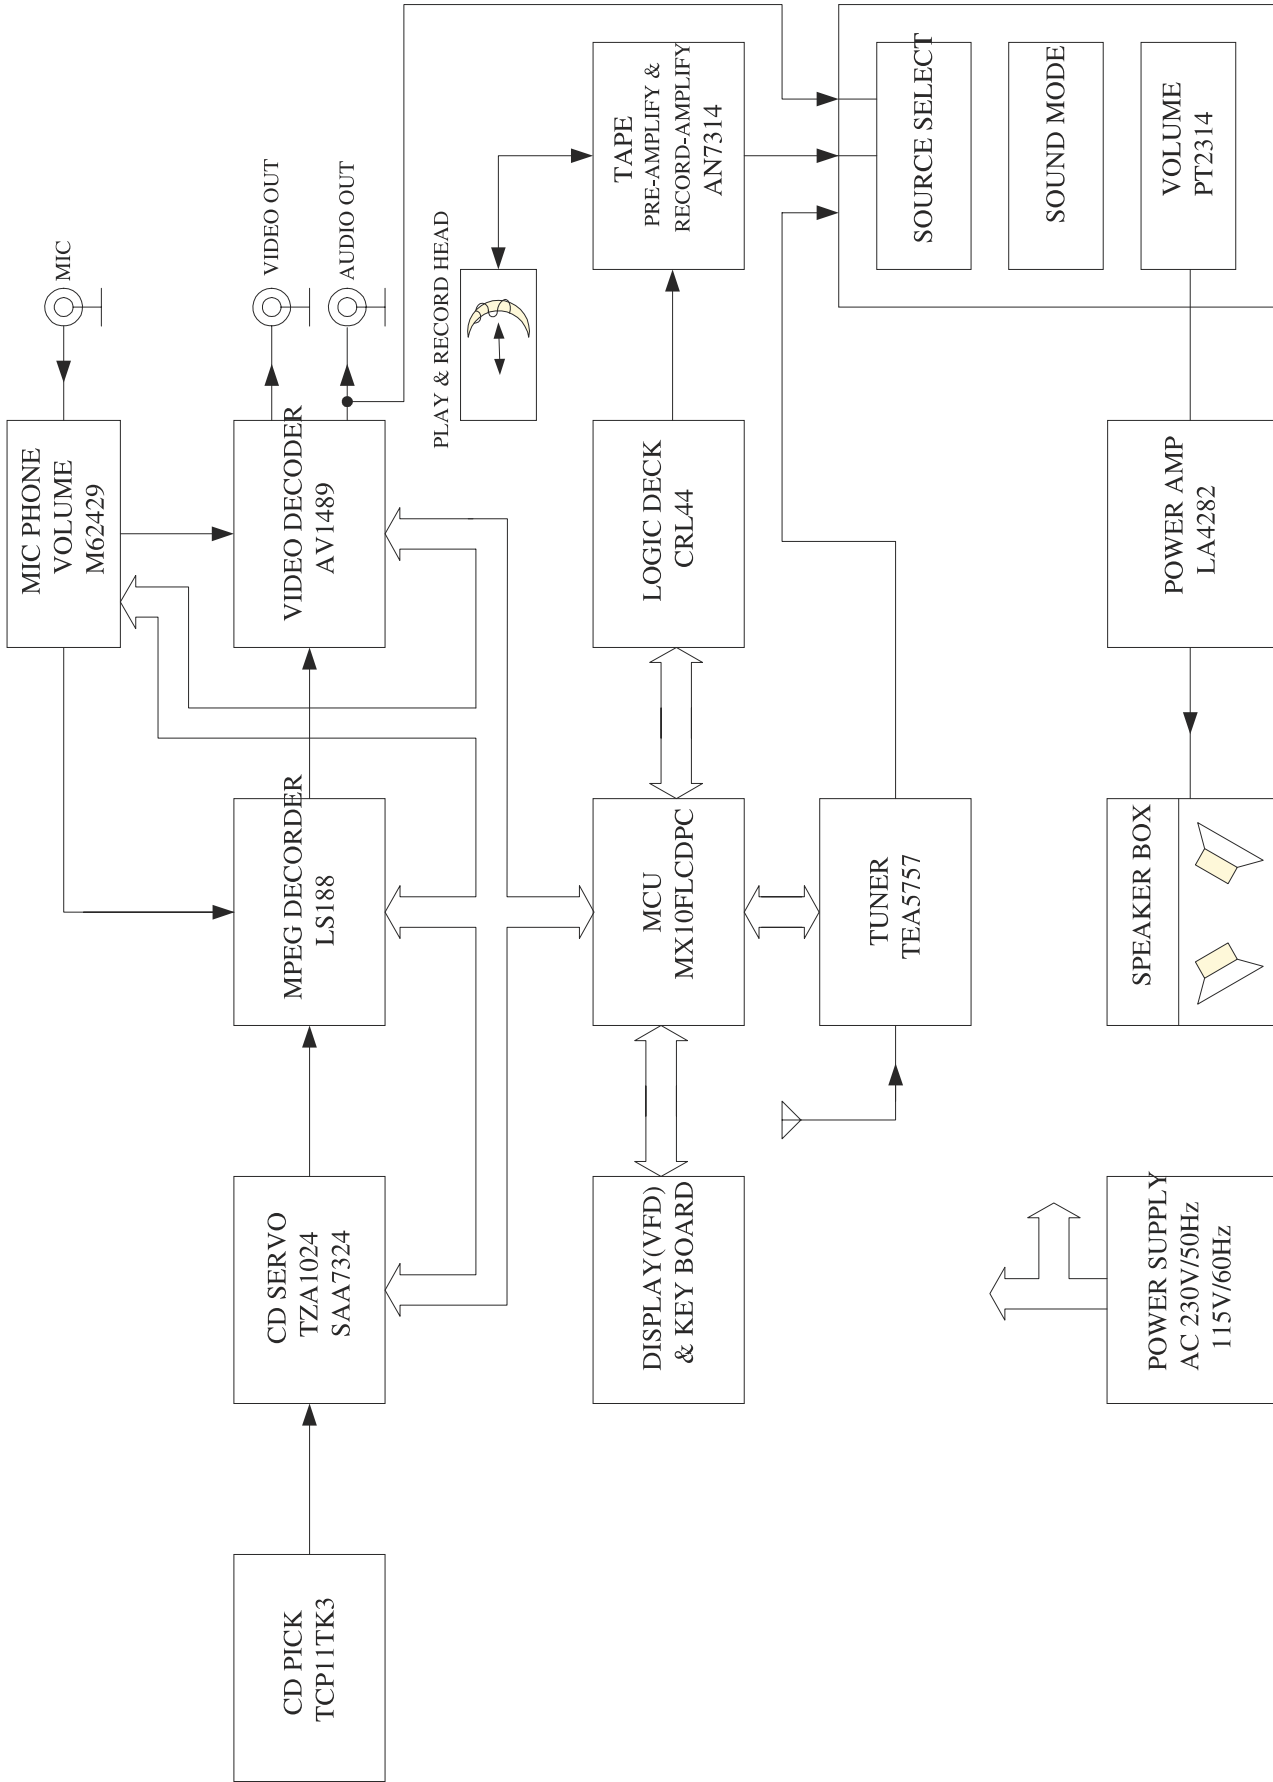 CD PICK
TCP11TK3
CD SERVO
TZA1024
SAA7324
MPEG DECORDER
LS188
MIC PHONE
VOLUME
M62429
MIC
VIDEO DECODER
AV1489
VIDEO OUT
AUDIO OUT
PLAY & RECORD HEAD
DISPLAY(VFD)
& KEY BOARD
MCU
MX10FLCDPC
LOGIC DECK
CRL44
TAPE
PRE-AMPLIFY &
RECORD-AMPLIFY
AN7314
TUNER
TEA5757
SOURCE SELECT
SOUND MODE
VOLUME
PT2314
POWER SUPPLY
AC 230V/50Hz
115V/60Hz
SPEAKER BOX
POWER AMP
LA4282